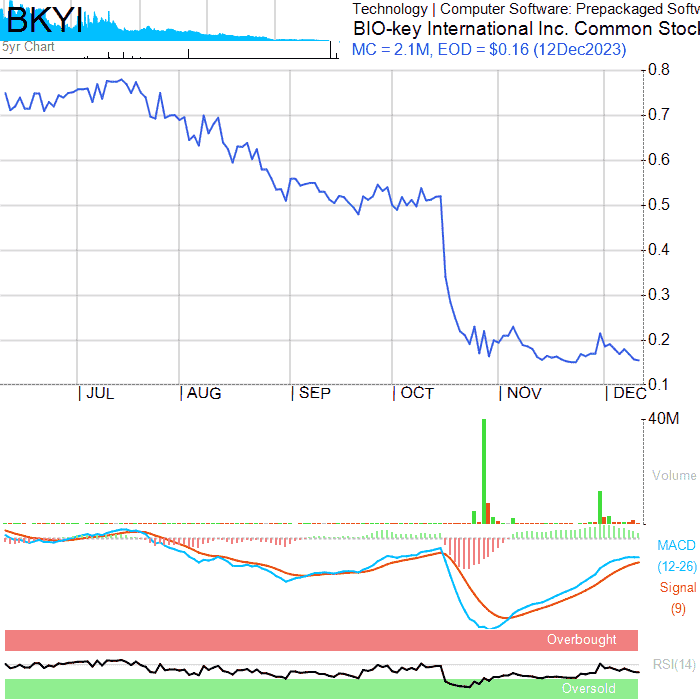 BKYI
5yr Chart
Technology | Computer Software: Prepackaged Softw
BIO-key International Inc. Common Stoc
MC = 2.1M, EOD = $0.16 (12Dec2023)
0.8
0.7
0.6
0.5
0.4
0.3
0.2
0.1
JUL AUG SEP OCT NOV DEC
40M
Volume
MACD
(12-26)
Signal
(9)
Overbought
RSI(14)
Oversold